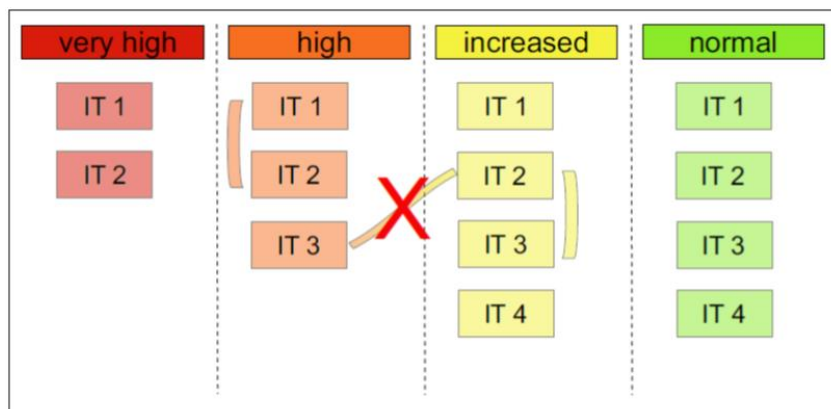 very high
high
increased
normal
IT 1
IT 1
IT 1
IT 1
IT 2
IT 2
IT 2
IT 2
IT 3
IT 3
IT 3
IT 4
IT 4
X